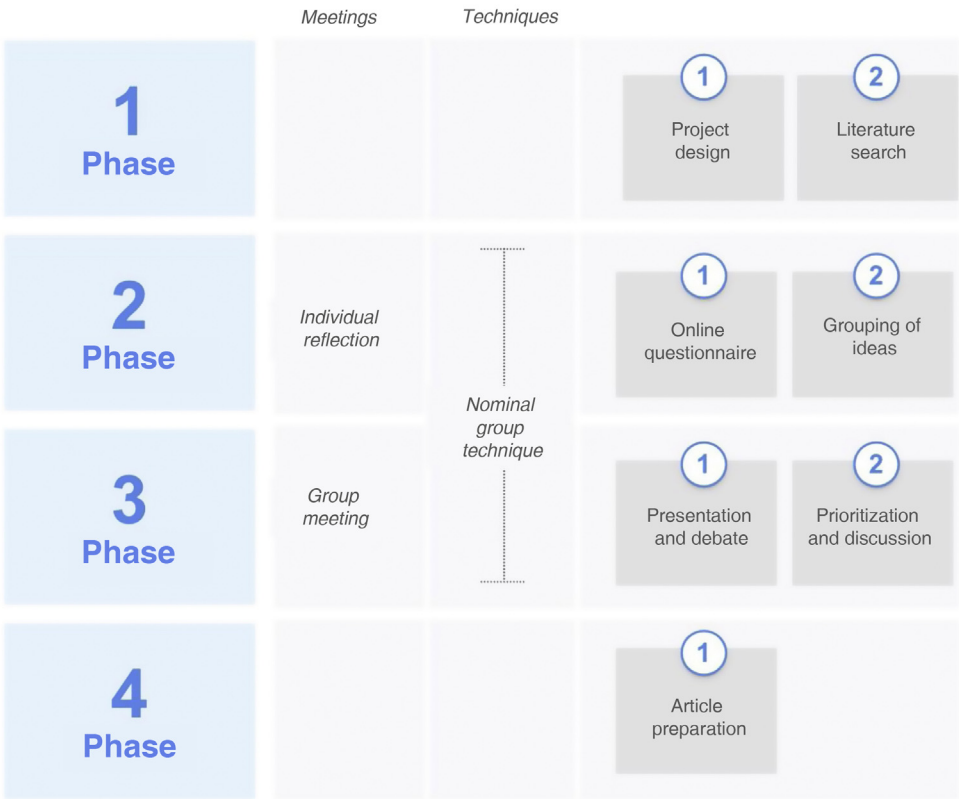 Meetings
Techniques
1
Phase
1
Project
design
2
Literature
search
2
Phase
Individual
reflection
Nominal
group
technique
1
Online
questionnaire
2
Grouping of
ideas
3
Phase
Group
meeting
1
Presentation
and debate
2
Prioritization
and discussion
4
Phase
1
Article
preparation